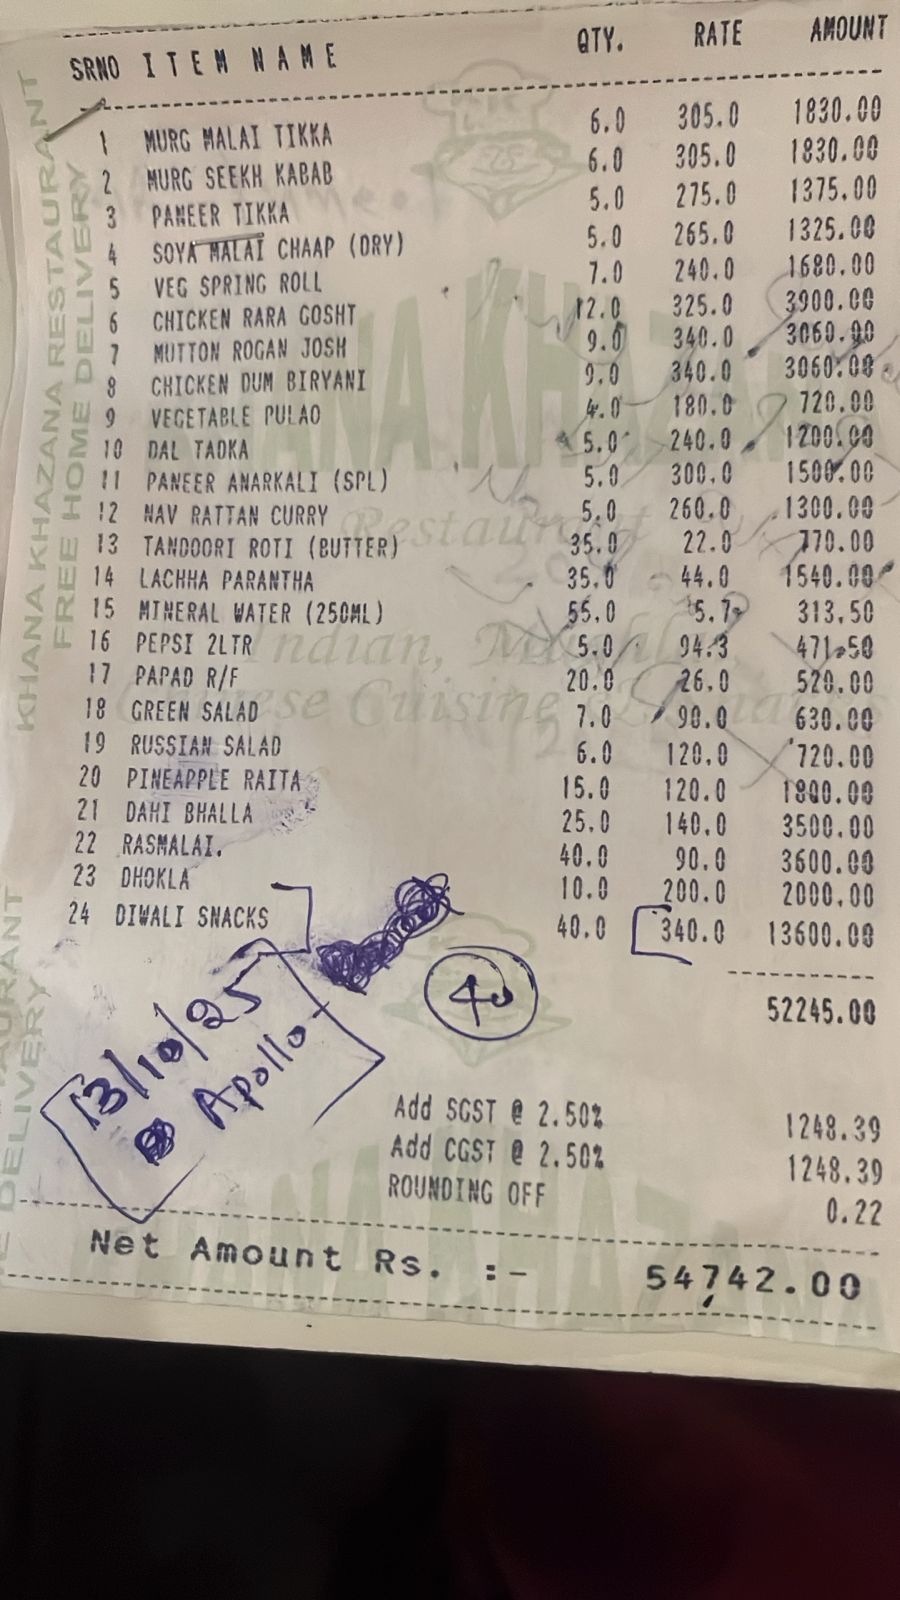 SRNO ITEM NAME QTY. RATE AMOUNT
1 MURG MALAI TIKKA 6.0 305.0 1830.00
2 MURG SEEKH KABAB 6.0 305.0 1830.00
3 PANEER TIKKA 5.0 275.0 1375.00
4 SOYA MALAI CHAAP (DRY) 5.0 265.0 1325.00
5 VEG SPRING ROLL 7.0 240.0 1680.00
6 CHICKEN RARA GOSHT 12.0 325.0 3900.00
7 MUTTON ROGAN JOSH 9.0 340.0 3060.00
8 CHICKEN DUM BIRYANI 9.0 340.0 3060.00
9 VEGETABLE PULAO 4.0 180.0 720.00
10 DAL TADKA 5.0 240.0 1200.00
11 PANEER ANARKALI (SPL) 5.0 300.0 1500.00
12 NAV RATTAN CURRY 5.0 260.0 1300.00
13 TANDOORI ROTI (BUTTER) 35.0 22.0 770.00
14 LACHHA PARANTHA 35.0 44.0 1540.00
15 MINERAL WATER (250ML) 55.0 5.7 313.50
16 PEPSI 2LTR 5.0 94.3 471.50
17 PAPAD R/F 20.0 26.0 520.00
18 GREEN SALAD 7.0 90.0 630.00
19 RUSSIAN SALAD 6.0 120.0 720.00
20 PINEAPPLE RAITA 15.0 120.0 1800.00
21 DAHI BHALLA 25.0 140.0 3500.00
22 RASMALAI. 40.0 90.0 3600.00
23 DHOKLA 10.0 200.0 2000.00
24 DIWALI SNACKS 40.0 340.0 13600.00
52245.00
40
13/10/25
Apollo
Add SGST @ 2.50% 1248.39
Add CGST @ 2.50% 1248.39
ROUNDING OFF 0.22
Net Amount Rs. :- 54,742.00
KHANA KHAZANA RESTAURANT
FREE HOME DELIVERY
ANA KHAZA
Restaurant
Indian,
Cuisine